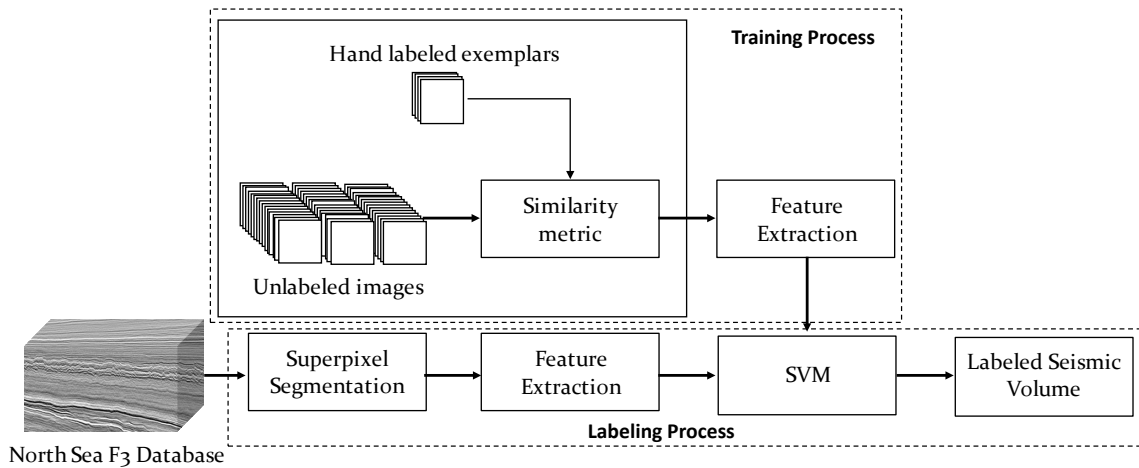 Training Process
Hand labeled exemplars
Similarity
metric
Feature
Extraction
Unlabeled images
Superpixel
Segmentation
Feature
Extraction
SVM
Labeled Seismic
Volume
Labeling Process
North Sea F3 Database